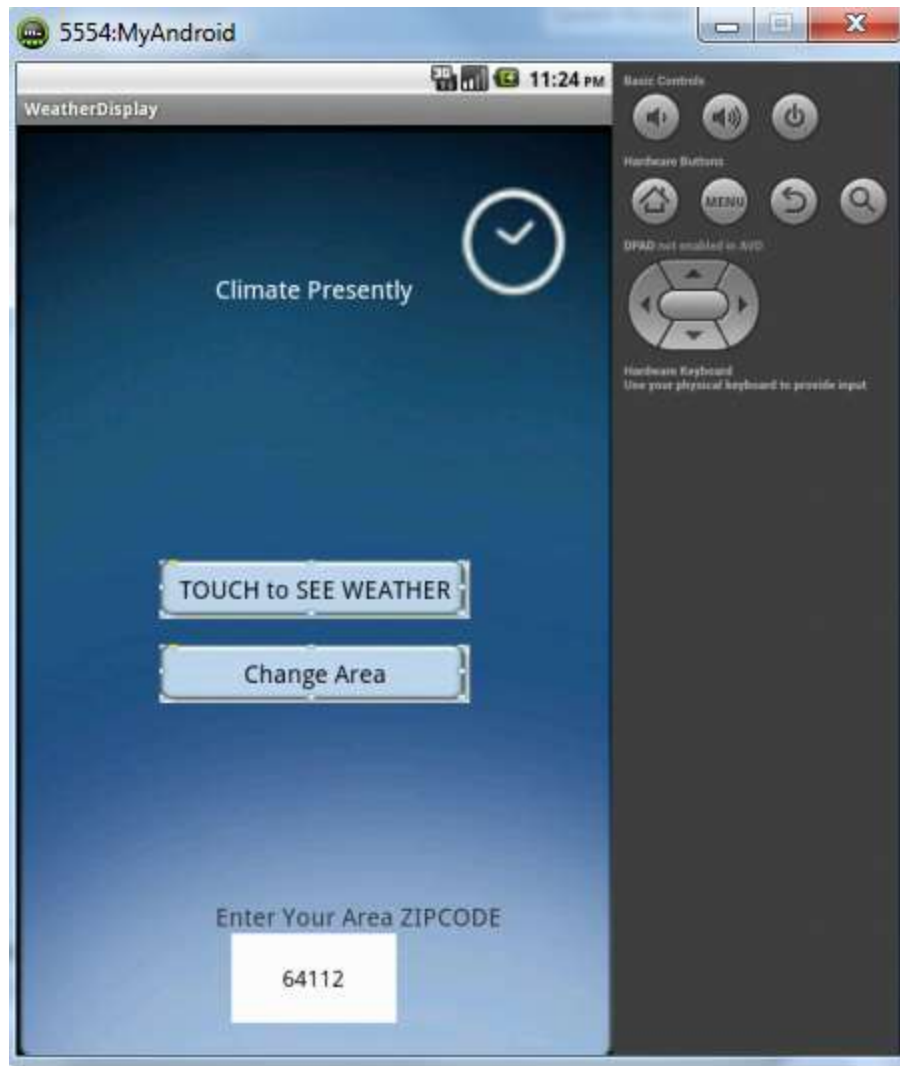 5554:MyAndroid
11:24 PM
WeatherDisplay
Climate Presently
TOUCH to SEE WEATHER
Change Area
Enter Your Area ZIPCODE
64112
Basic Controls
Hardware Buttons
MENU
DPAD not enabled in AVD
Hardware Keyboard
Use your physical keyboard to provide input